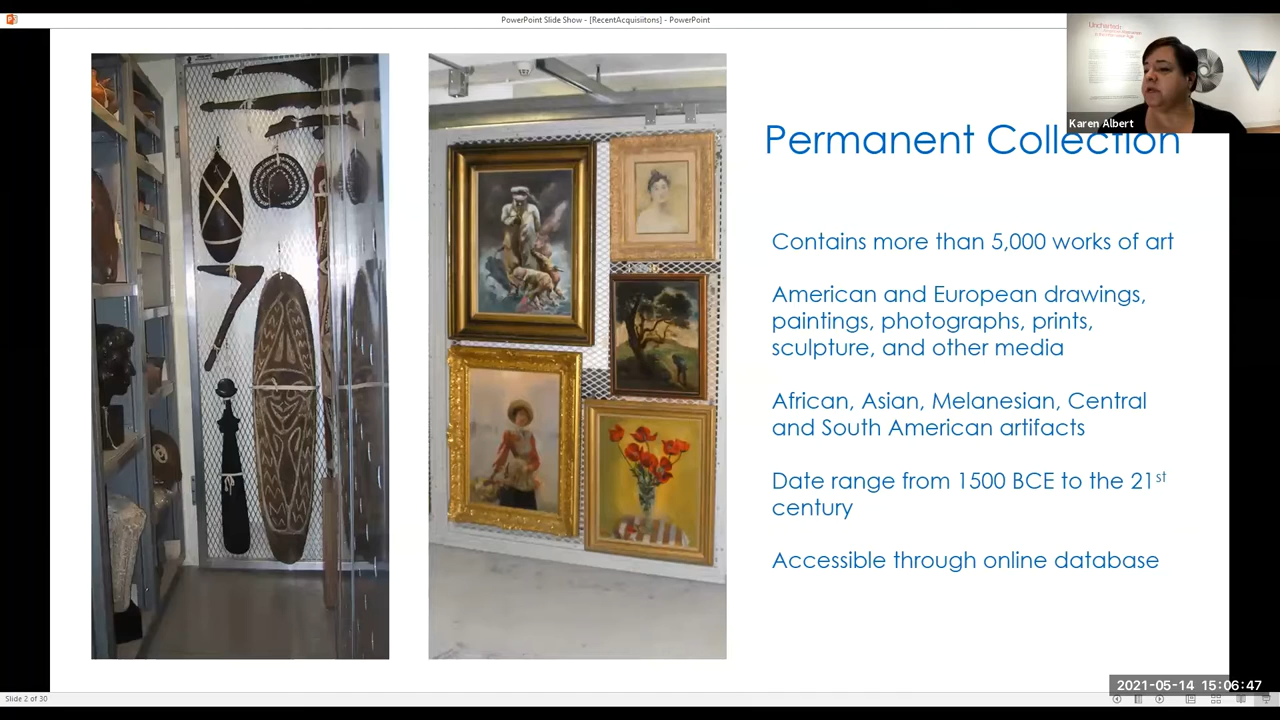 PowerPoint Slide Show - [RecentAcquisiitons] - PowerPoint
Uncharted:
Karen Albert
Permanent Collection
Contains more than 5,000 works of art
American and European drawings,
paintings, photographs, prints,
sculpture, and other media
African, Asian, Melanesian, Central
and South American artifacts
Date range from 1500 BCE to the 21st
century
Accessible through online database
2021-05-14 15:06:47
Slide 2 of 30